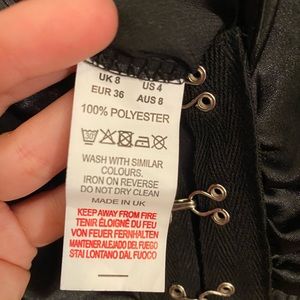 UK 8 US 4
EUR 36 AUS 8
100% POLYESTER
30
WASH WITH SIMILAR
COLOURS.
IRON ON REVERSE
DO NOT DRY CLEAN
MADE IN UK
KEEP AWAY FROM FIRE
TENIR ÉLOIGNÉ DU FEU
VON FEUER FERNHALTEN
MANTENER ALEJADO DEL FUEGO
STAI LONTANO DAL FUOCO